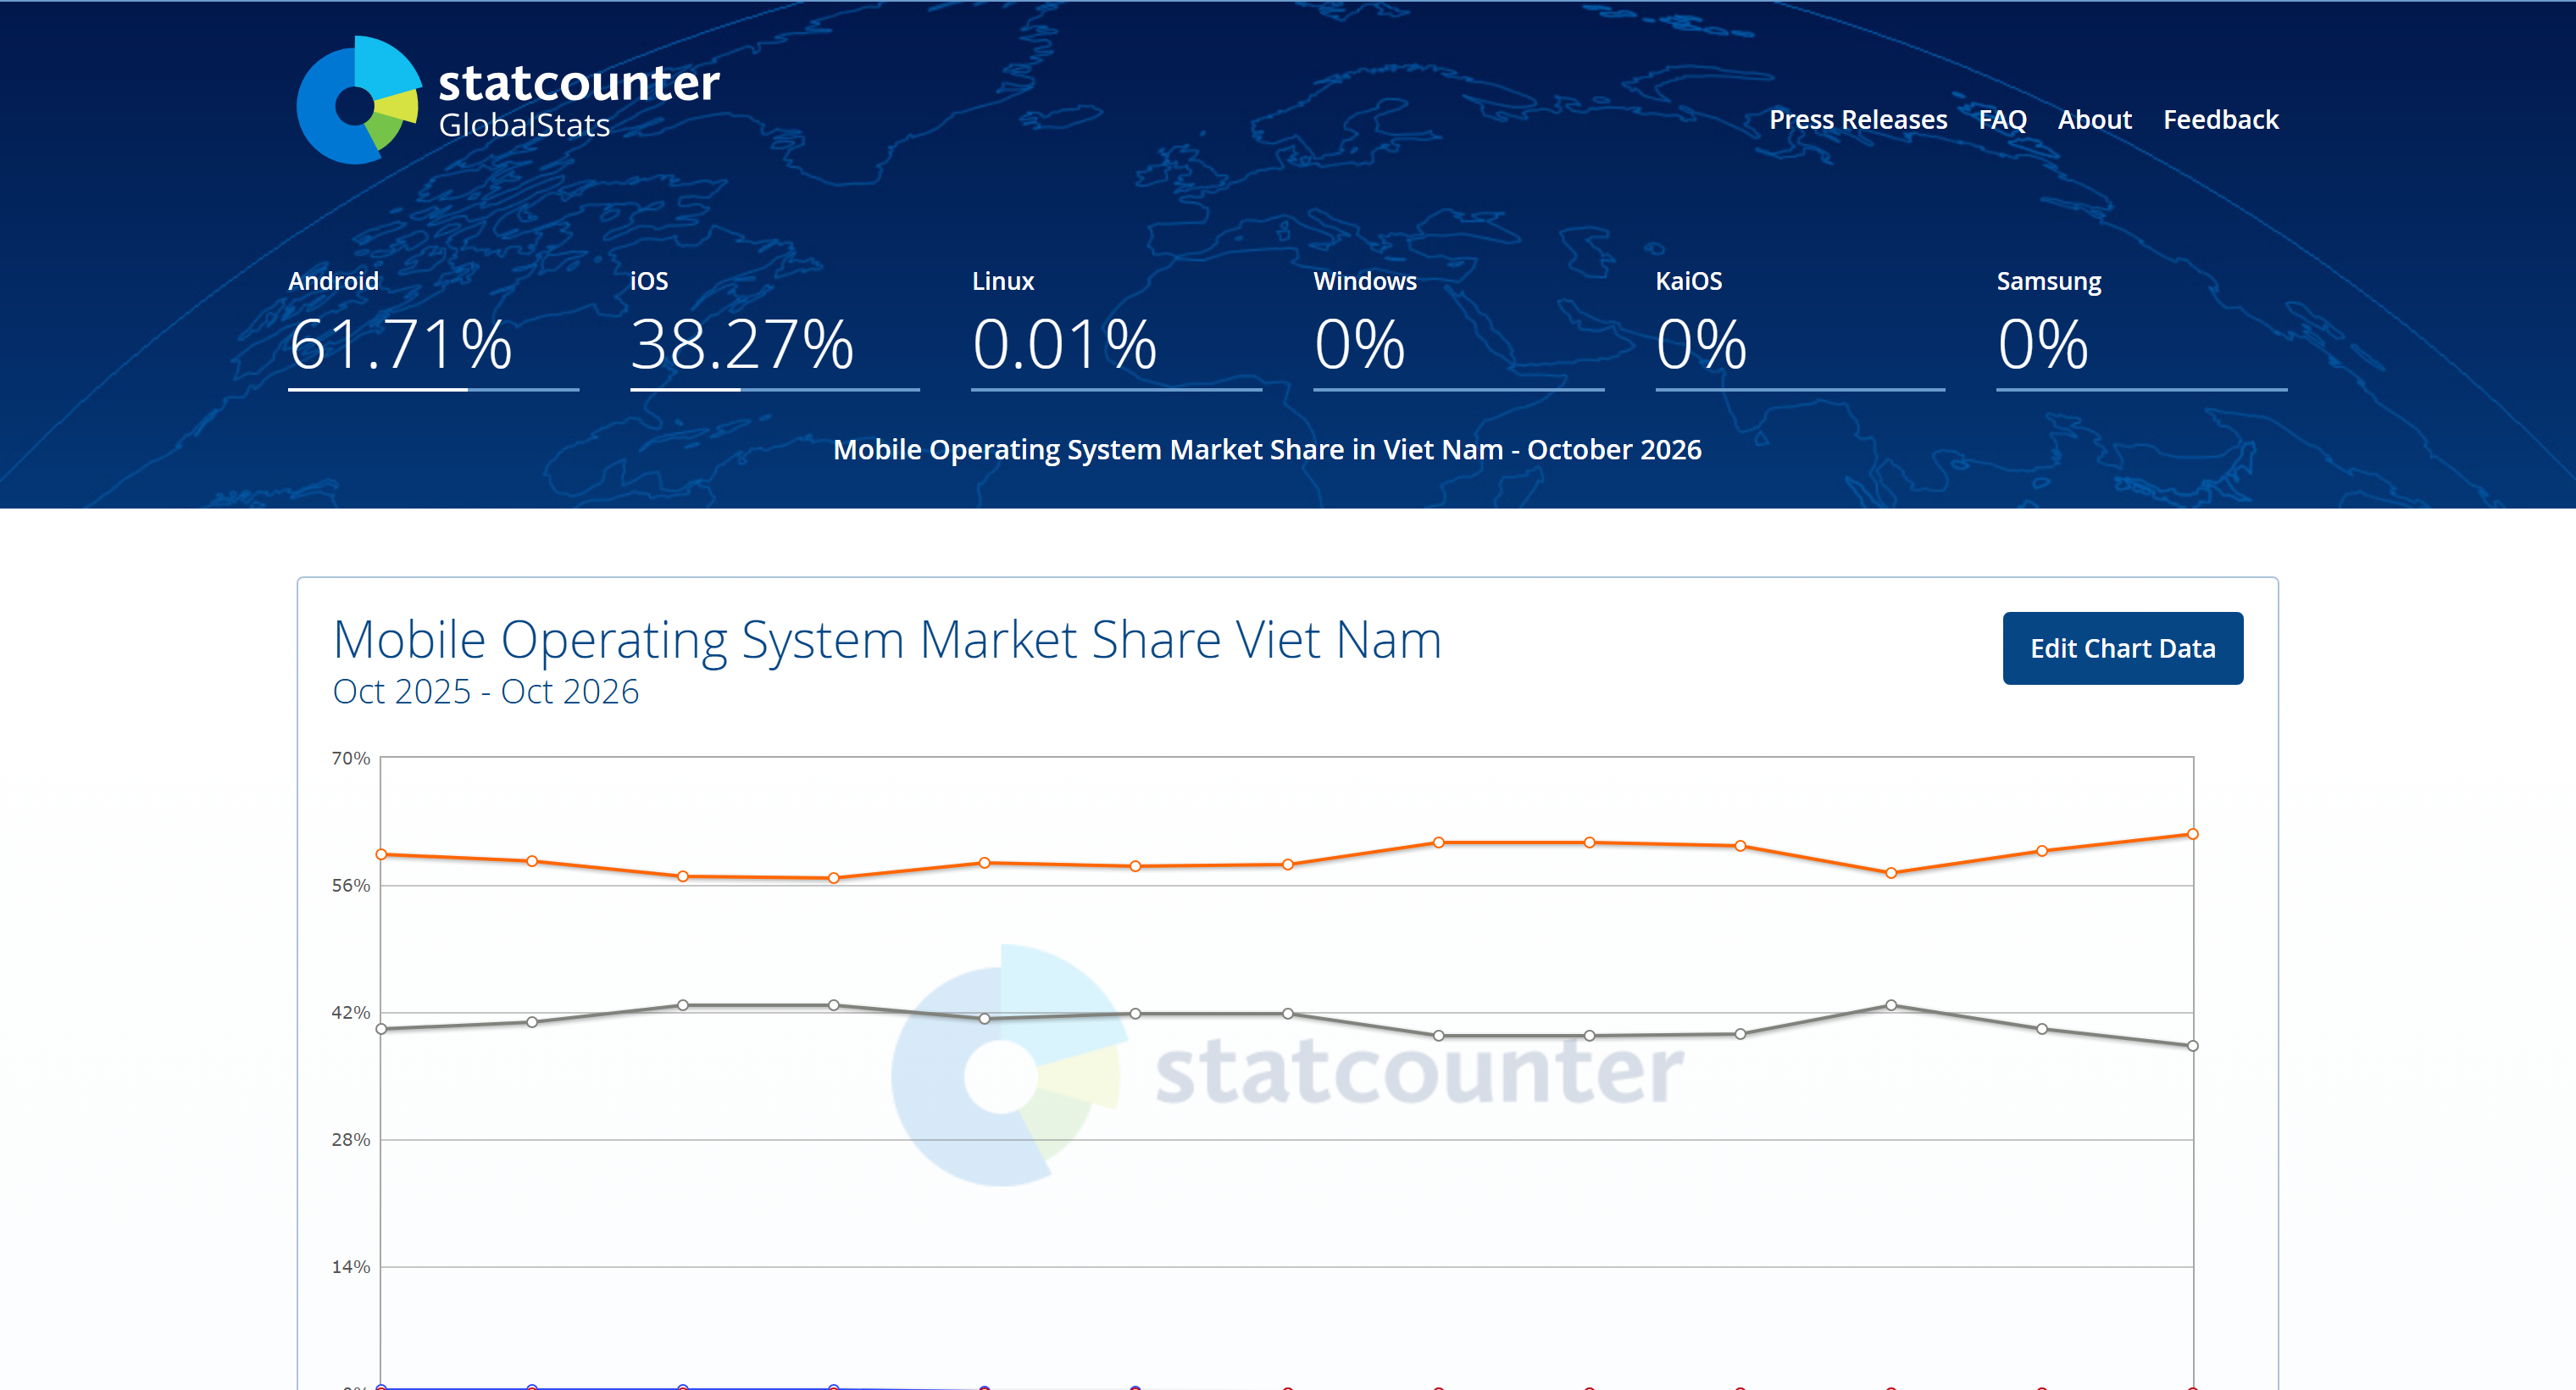 statcounter
GlobalStats
Press Releases FAQ About Feedback
Android iOS Linux Windows KaiOS Samsung
61.71% 38.27% 0.01% 0% 0% 0%
Mobile Operating System Market Share in Viet Nam - October 2026
Mobile Operating System Market Share Viet Nam
Edit Chart Data
Oct 2025 - Oct 2026
70%
56%
42%
statcounter
28%
14%